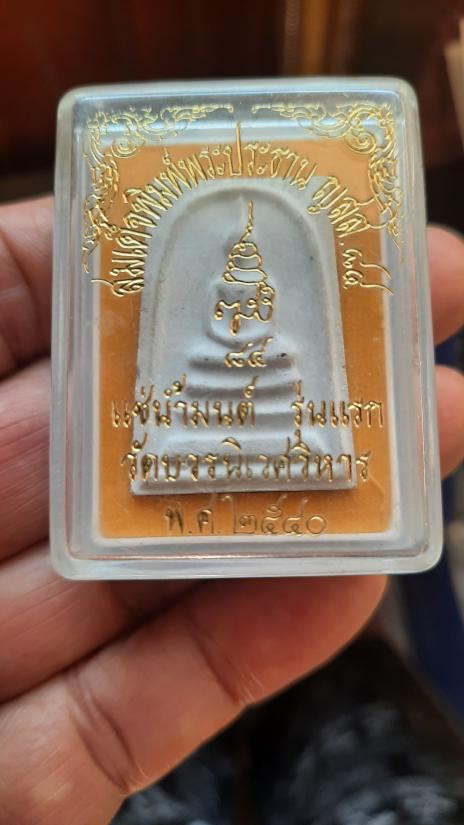 สมเด็จพิมพ์พระประธาน ญสส. ๘๔
๘๔
แช่น้ำมนต์ รุ่นแรก
วัดบวรนิเวศวิหาร
พ.ศ. ๒๕๔๐